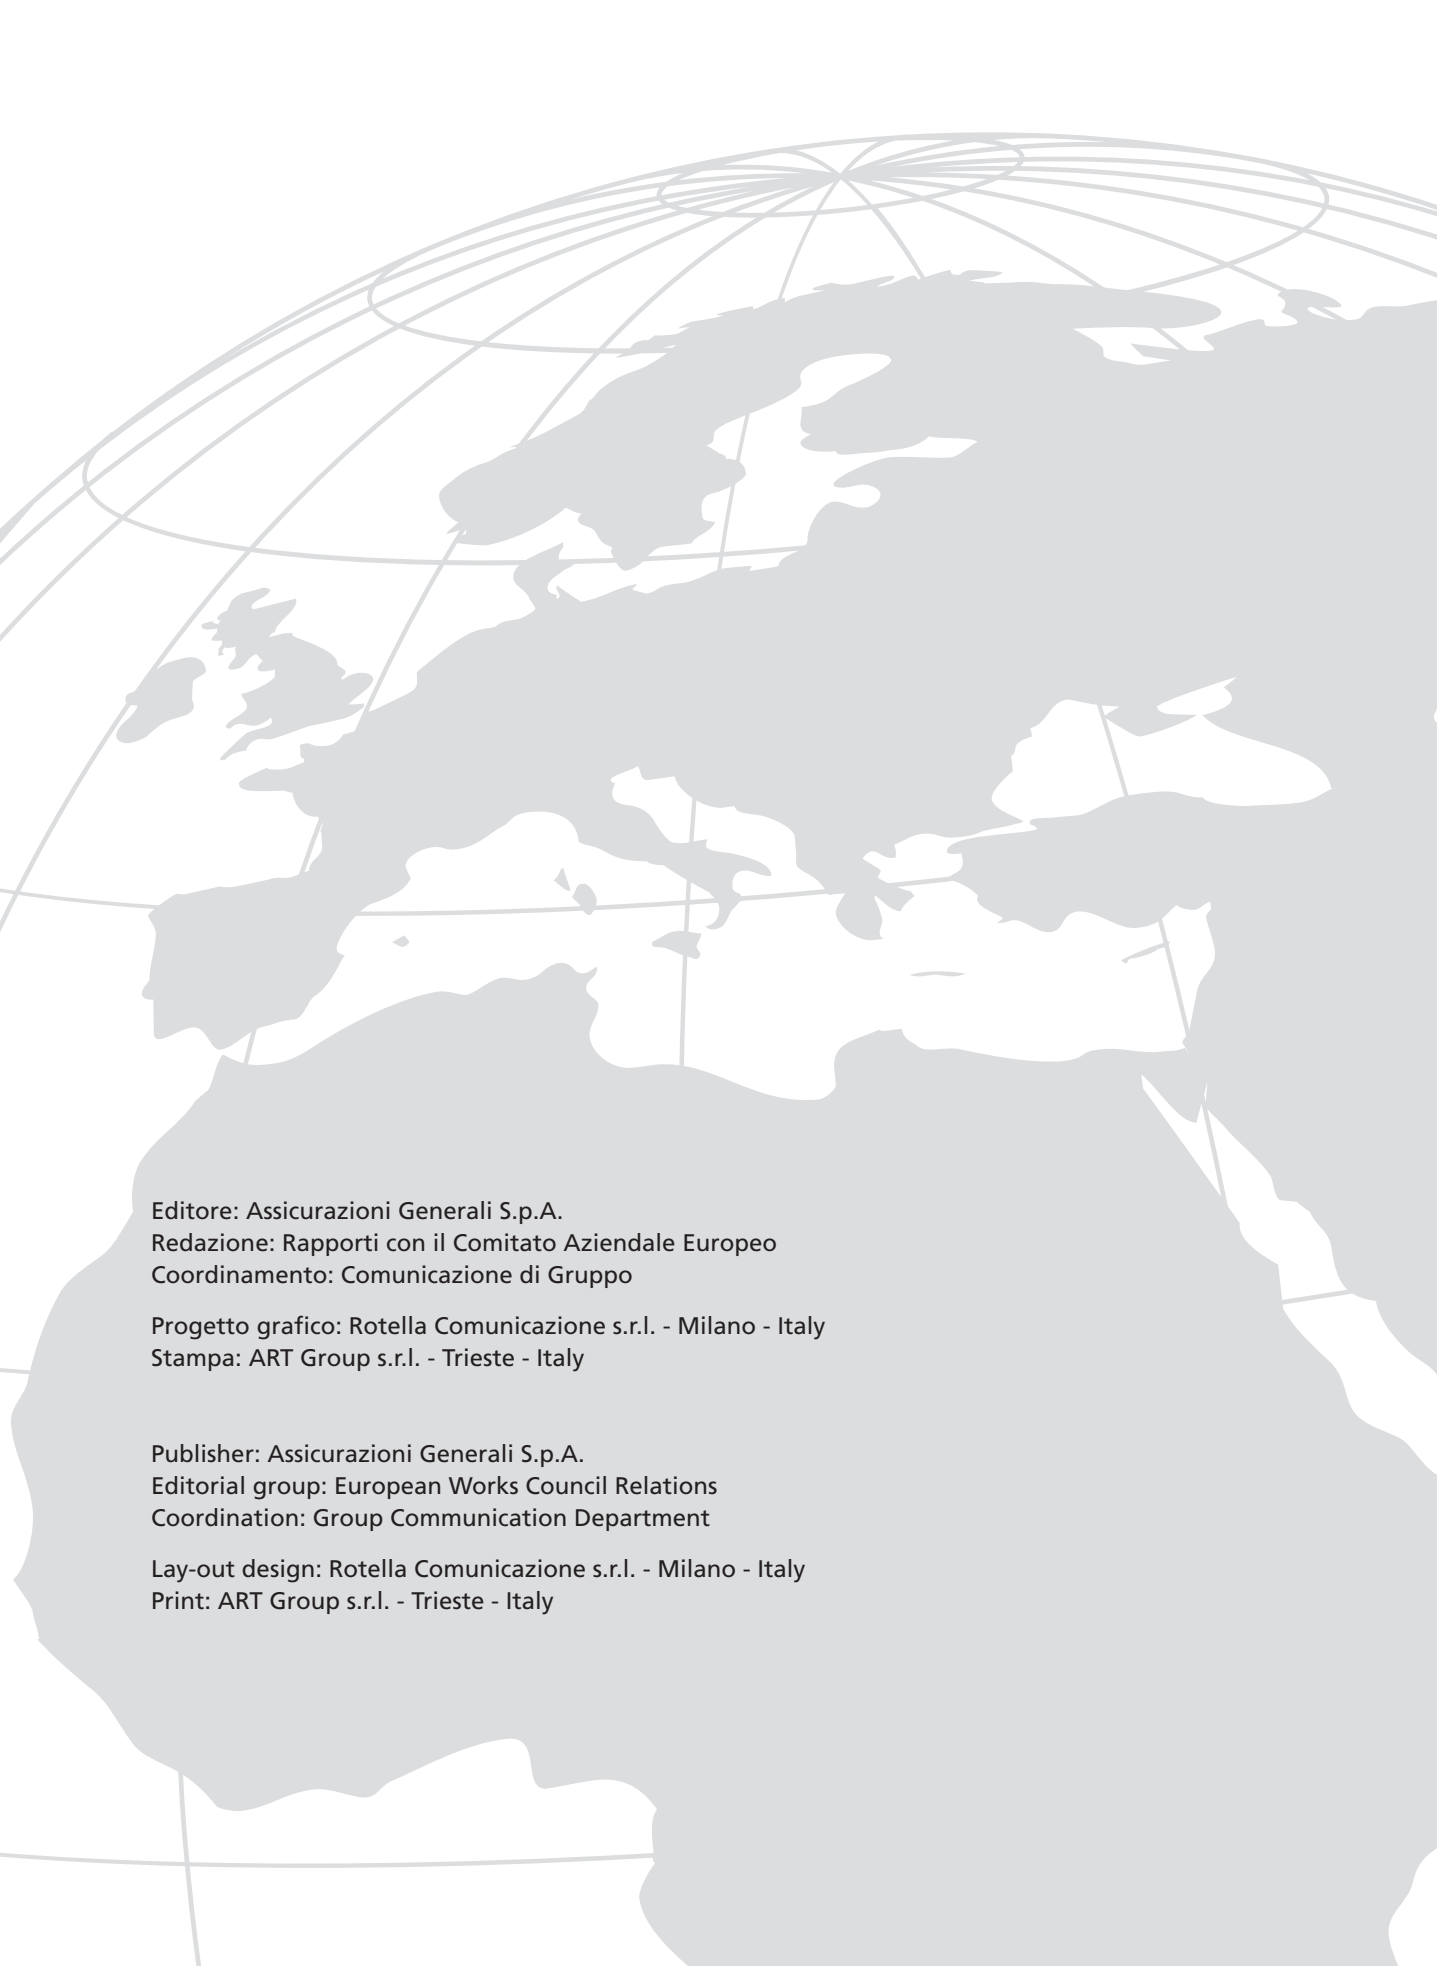 Editore: Assicurazioni Generali S.p.A.
Redazione: Rapporti con il Comitato Aziendale Europeo
Coordinamento: Comunicazione di Gruppo
Progetto grafico: Rotella Comunicazione s.r.l. - Milano - Italy
Stampa: ART Group s.r.l. - Trieste - Italy
Publisher: Assicurazioni Generali S.p.A.
Editorial group: European Works Council Relations
Coordination: Group Communication Department
Lay-out design: Rotella Comunicazione s.r.l. - Milano - Italy
Print: ART Group s.r.l. - Trieste - Italy